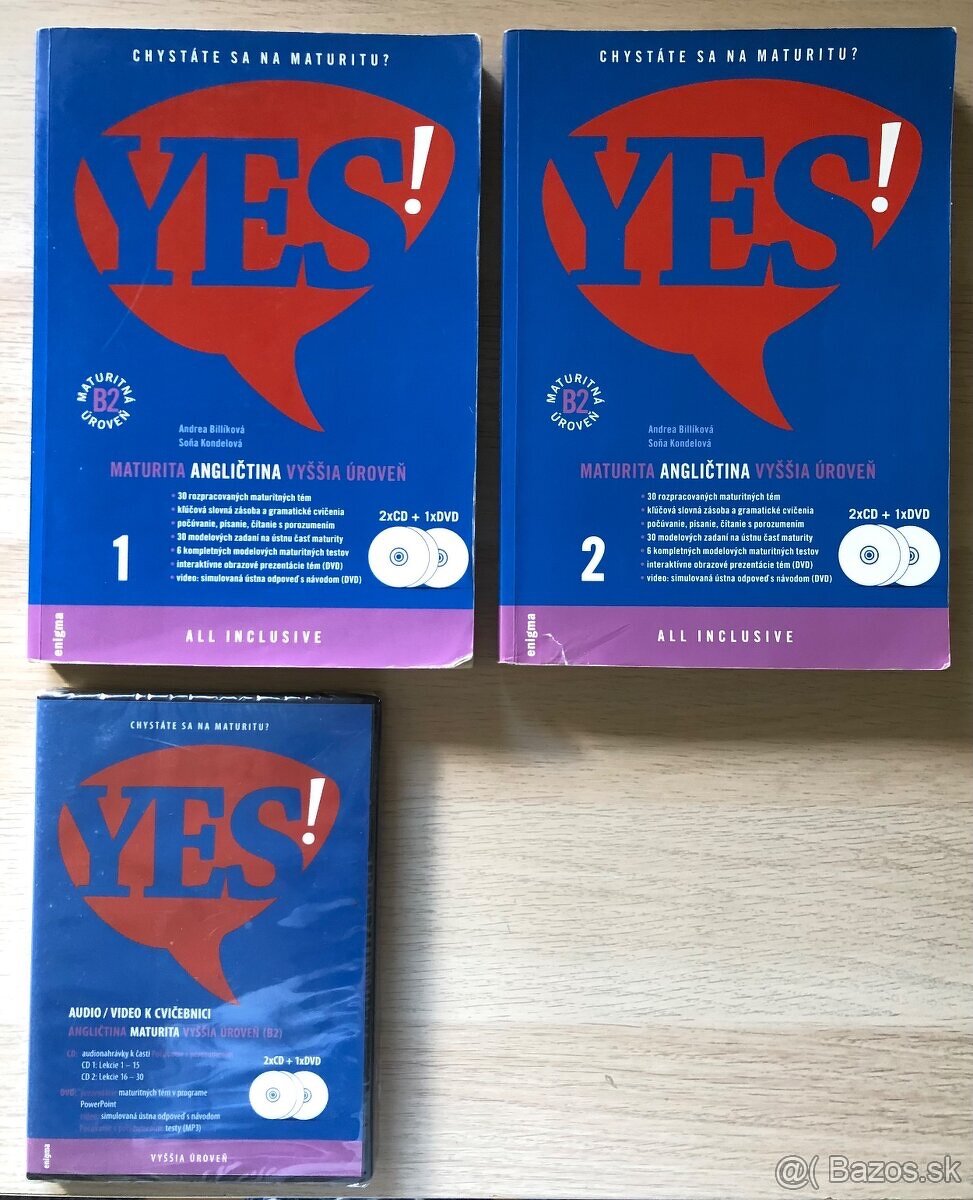 CHYSTÁTE SA NA MATURITU?
YES!
MATURITNÁ
B2
ÚROVEŇ
Andrea Billíková
Soňa Kondelová
MATURITA ANGLIČTINA VYŠŠIA ÚROVEŇ
• 30 rozpracovaných maturitných tém
• kľúčová slovná zásoba a gramatické cvičenia
• počúvanie, písanie, čítanie s porozumením
• 30 modelových zadaní na ústnu časť maturity
• 6 kompletných modelových maturitných testov
• interaktívne obrazové prezentácie tém (DVD)
• video: simulovaná ústna odpoveď s návodom (DVD)
2xCD + 1xDVD
1
enigma
ALL INCLUSIVE
CHYSTÁTE SA NA MATURITU?
YES!
MATURITNÁ
B2
ÚROVEŇ
Andrea Billíková
Soňa Kondelová
MATURITA ANGLIČTINA VYŠŠIA ÚROVEŇ
• 30 rozpracovaných maturitných tém
• kľúčová slovná zásoba a gramatické cvičenia
• počúvanie, písanie, čítanie s porozumením
• 30 modelových zadaní na ústnu časť maturity
• 6 kompletných modelových maturitných testov
• interaktívne obrazové prezentácie tém (DVD)
• video: simulovaná ústna odpoveď s návodom (DVD)
2xCD + 1xDVD
2
enigma
ALL INCLUSIVE
CHYSTÁTE SA NA MATURITU?
YES!
AUDIO / VIDEO K CVIČEBNICI
ANGLIČTINA MATURITA VYŠŠIA ÚROVEŇ (B2)
CD: audionahrávky k časti Počúvanie s porozumením
CD 1: Lekcie 1 – 15
CD 2: Lekcie 16 – 30
DVD: prezentácie maturitných tém v programe
PowerPoint
video: simulovaná ústna odpoveď s návodom
Počúvanie s porozumením: testy (MP3)
2xCD + 1xDVD
enigma
VYŠŠIA ÚROVEŇ
@( Bazos.sk